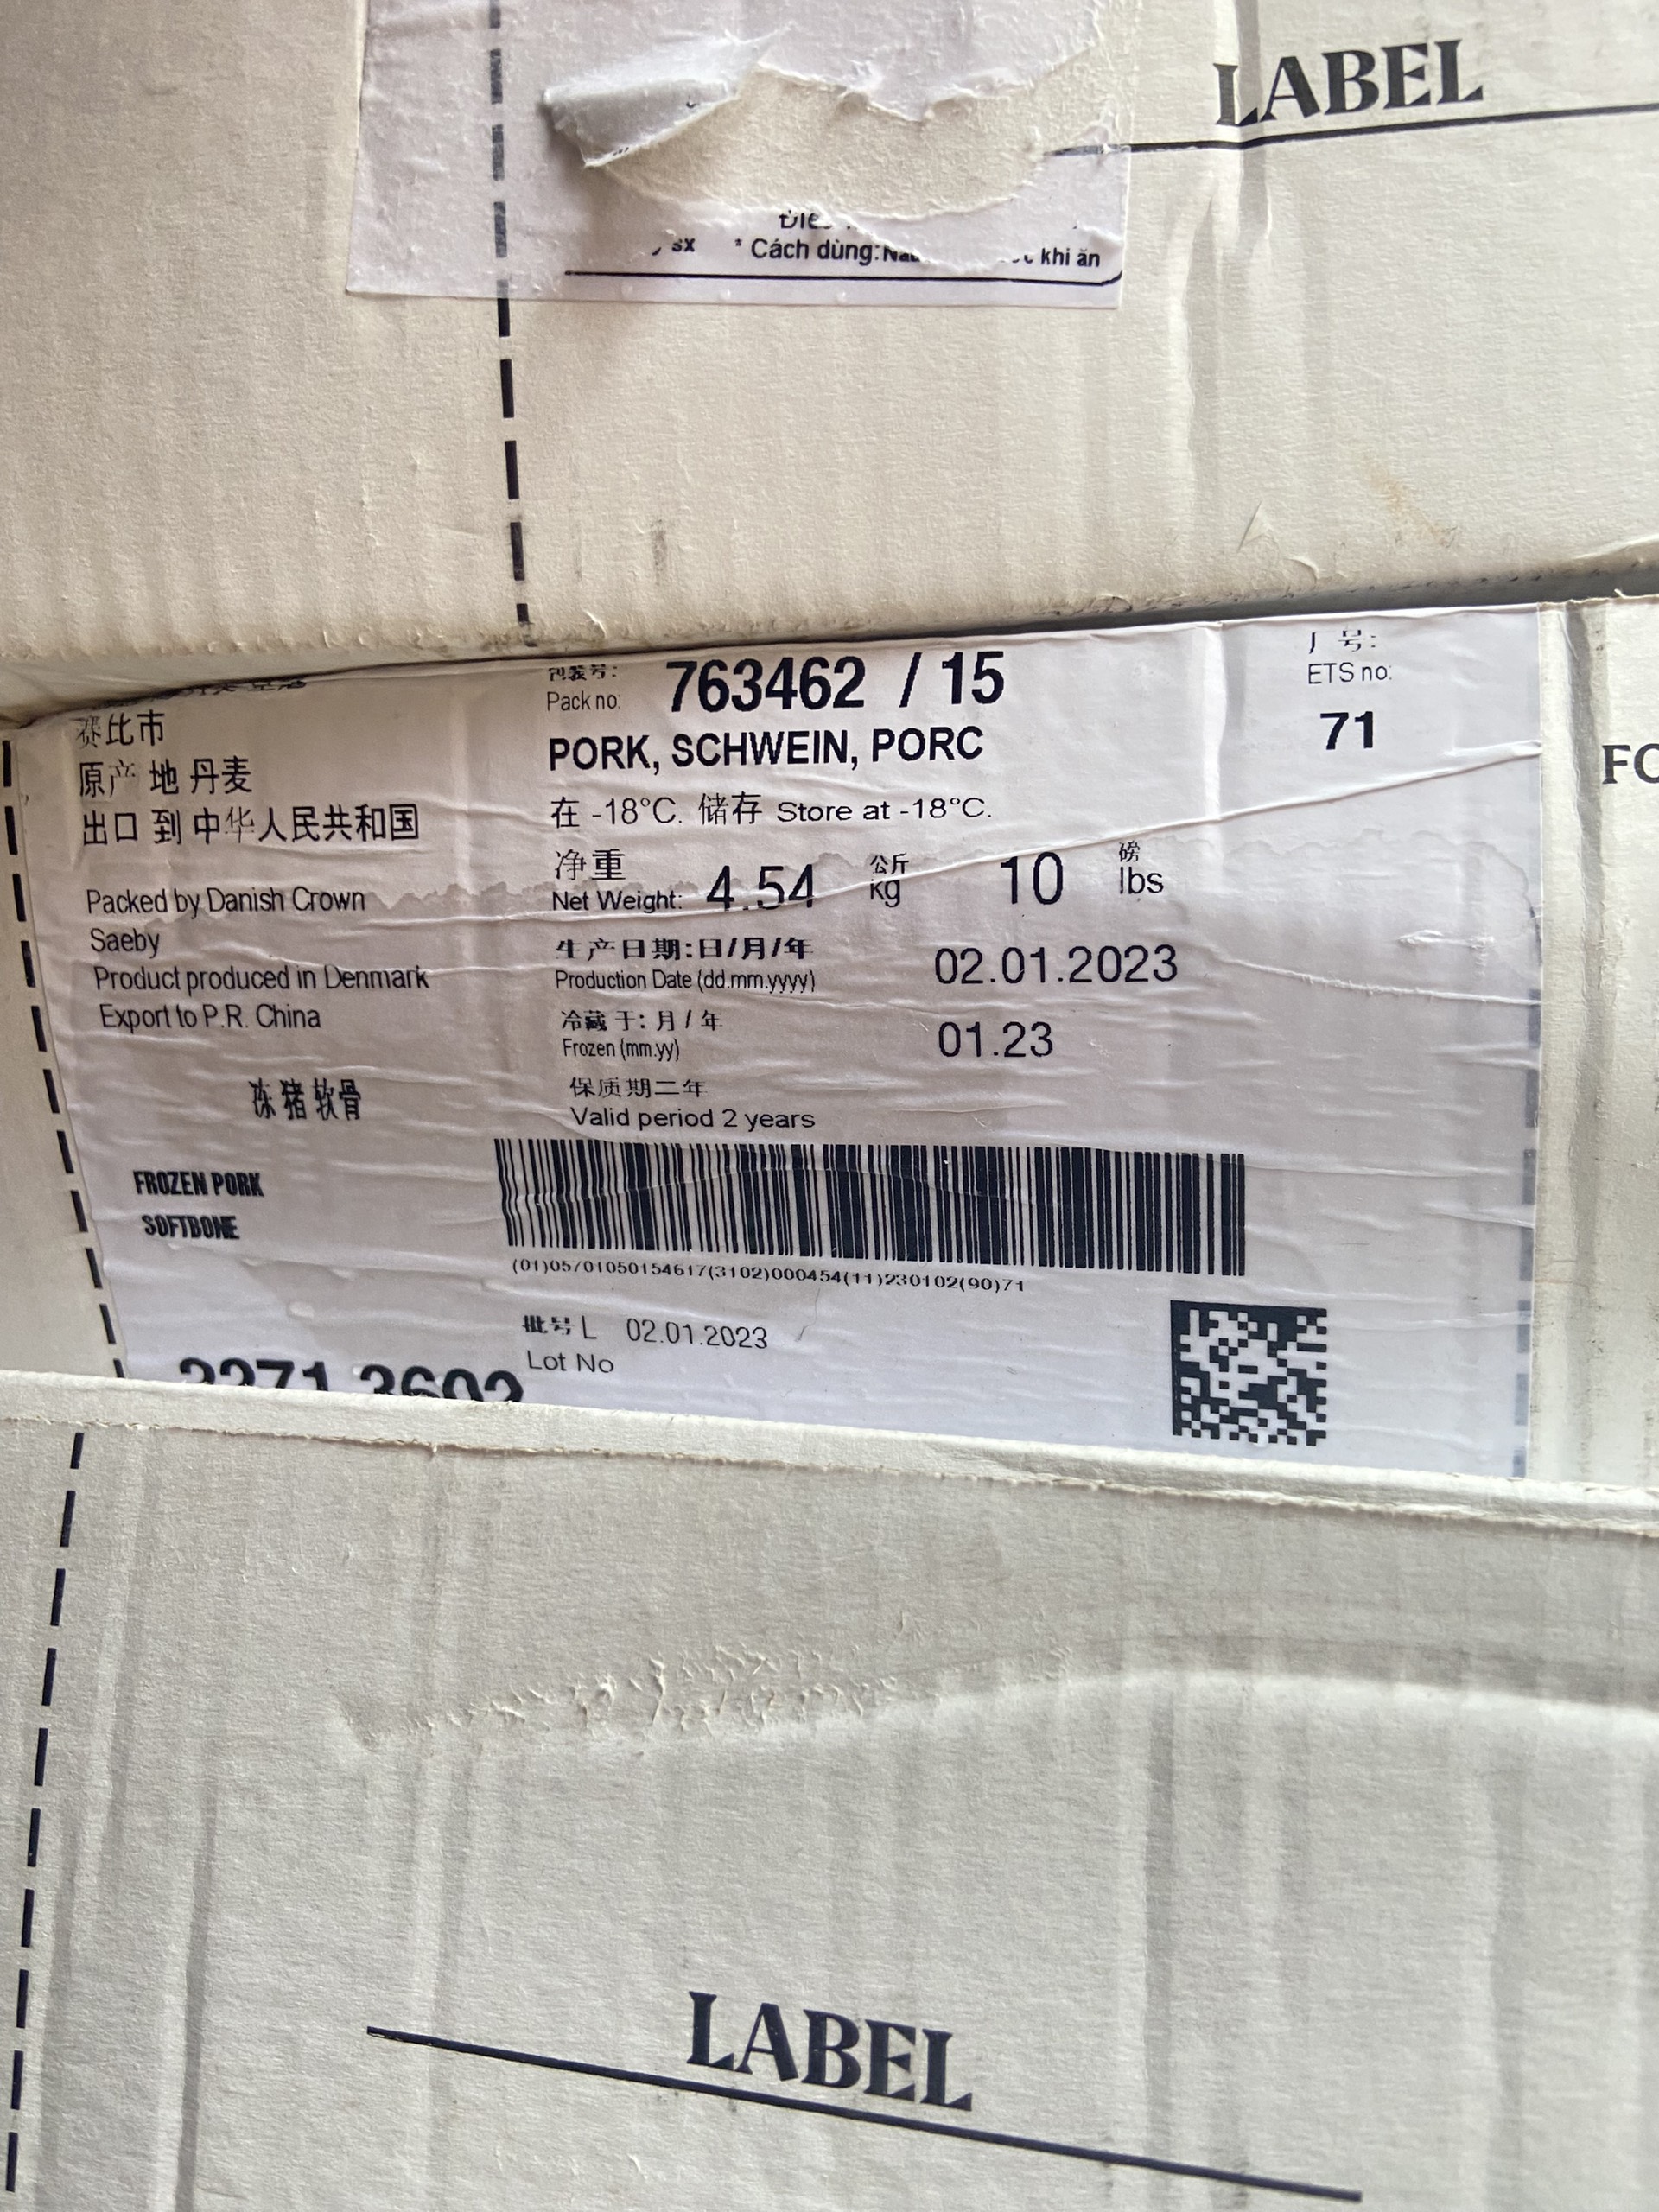 LABEL
sx * Cách dùng: khi ăn
包装号:
Pack no: 763462 / 15
号:
ETS no:
71
赛比市
原产 地 丹麦
出口 到 中华人民共和国
PORK, SCHWEIN, PORC
在 -18°C. 储存 Store at -18°C.
净重
Net Weight: 4.54 公斤 kg 10 磅 lbs
Packed by Danish Crown
Saeby
Product produced in Denmark
Export to P.R. China
生产日期:日/月/年
Production Date (dd.mm.yyyy) 02.01.2023
冷藏 于: 月 / 年
Frozen (mm.yy) 01.23
保质期二年
Valid period 2 years
冻 猪 软骨
FROZEN PORK
SOFTBONE
(01)05701050154617(3102)000454(11)230102(90)71
批号 L 02.01.2023
Lot No
LABEL